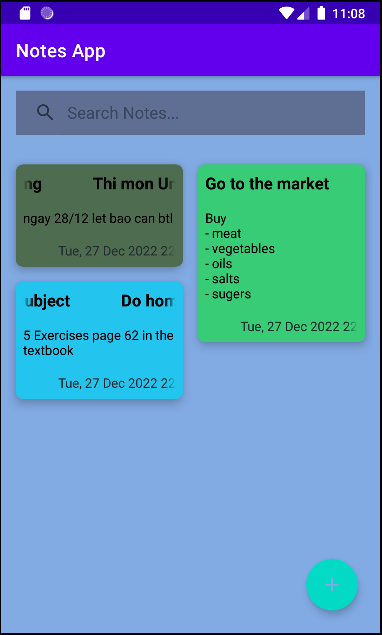 11:08
Notes App
Search Notes...
ng Thi mon
ngay 28/12 let bao can btl
Tue, 27 Dec 2022 22
ubject Do hom
5 Exercises page 62 in the
textbook
Tue, 27 Dec 2022 22
Go to the market
Buy
- meat
- vegetables
- oils
- salts
- sugers
Tue, 27 Dec 2022 22
+